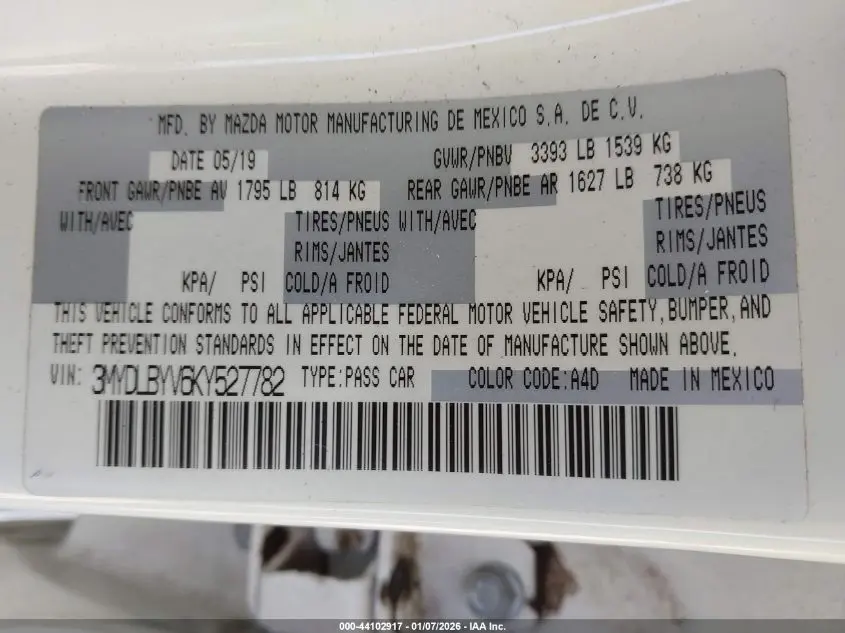 MFD. BY MAZDA MOTOR MANUFACTURING DE MEXICO S.A. DE C.V.
DATE 05/19 GVWR/PNBV 3393 LB 1539 KG
FRONT GAWR/PNBE AV 1795 LB 814 KG REAR GAWR/PNBE AR 1627 LB 738 KG
WITH/AVEC TIRES/PNEUS WITH/AVEC TIRES/PNEUS
RIMS/JANTES RIMS/JANTES
KPA/ PSI COLD/A FROID KPA/ PSI COLD/A FROID
THIS VEHICLE CONFORMS TO ALL APPLICABLE FEDERAL MOTOR VEHICLE SAFETY, BUMPER, AND
THEFT PREVENTION STANDARDS IN EFFECT ON THE DATE OF MANUFACTURE SHOWN ABOVE.
VIN: 3MYDLBYV6KY527782 TYPE:PASS CAR COLOR CODE:A4D MADE IN MEXICO
000-44102917 - 01/07/2026 - IAA Inc.